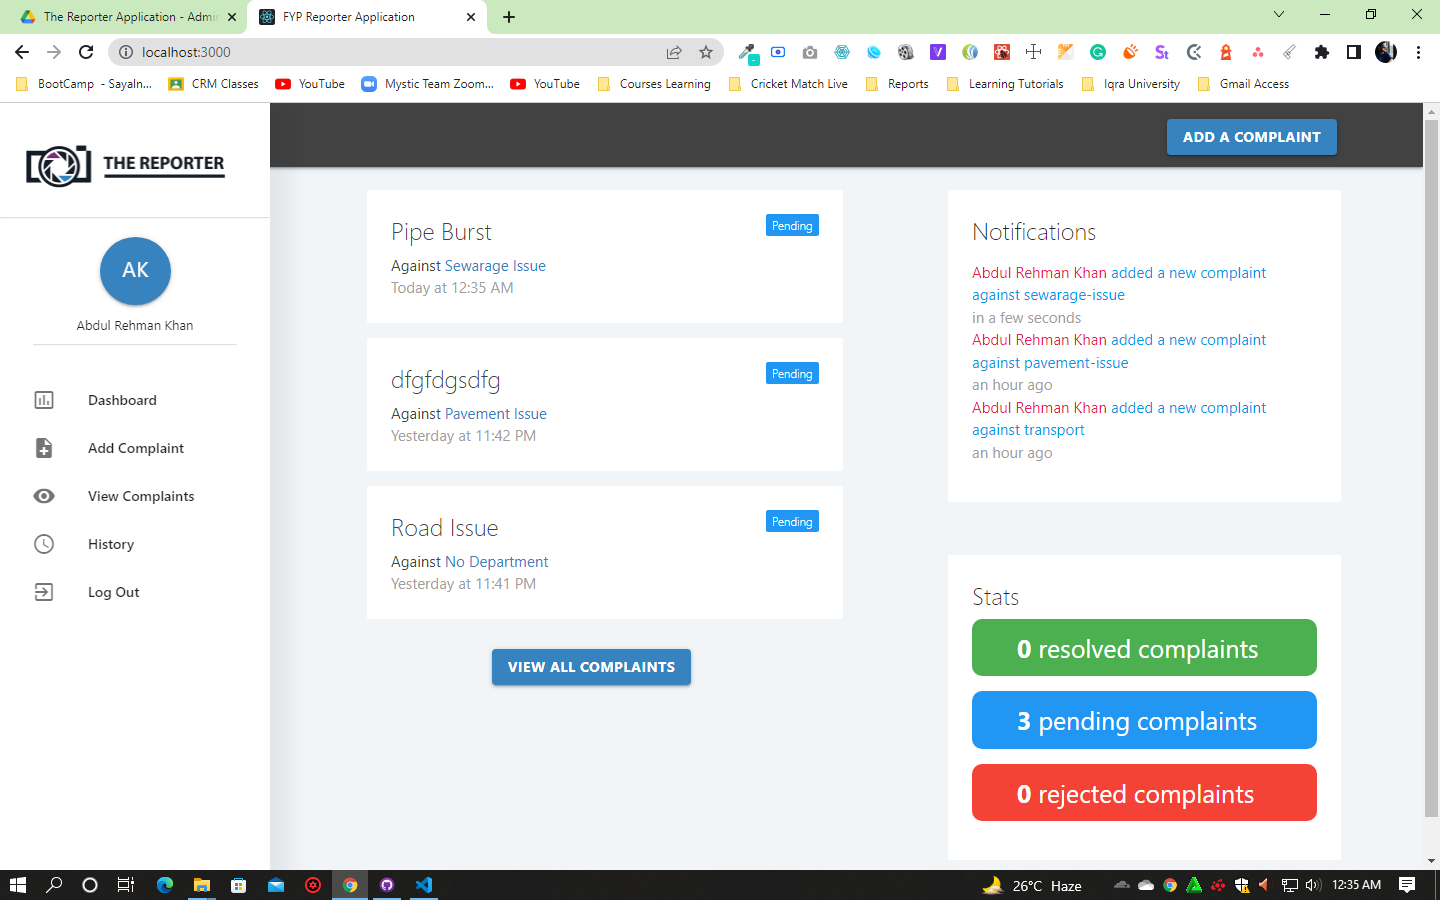 The Reporter Application - Admi
FYP Reporter Application
localhost:3000
BootCamp - SayaIn...
CRM Classes
YouTube
Mystic Team Zoom...
YouTube
Courses Learning
Cricket Match Live
Reports
Learning Tutorials
Iqra University
Gmail Access
THE REPORTER
ADD A COMPLAINT
AK
Abdul Rehman Khan
Dashboard
Add Complaint
View Complaints
History
Log Out
Pipe Burst
Pending
Against Sewarage Issue
Today at 12:35 AM
dfgfdgsdfg
Pending
Against Pavement Issue
Yesterday at 11:42 PM
Road Issue
Pending
Against No Department
Yesterday at 11:41 PM
VIEW ALL COMPLAINTS
Notifications
Abdul Rehman Khan added a new complaint
against sewarage-issue
in a few seconds
Abdul Rehman Khan added a new complaint
against pavement-issue
an hour ago
Abdul Rehman Khan added a new complaint
against transport
an hour ago
Stats
0 resolved complaints
3 pending complaints
0 rejected complaints
26°C Haze
12:35 AM